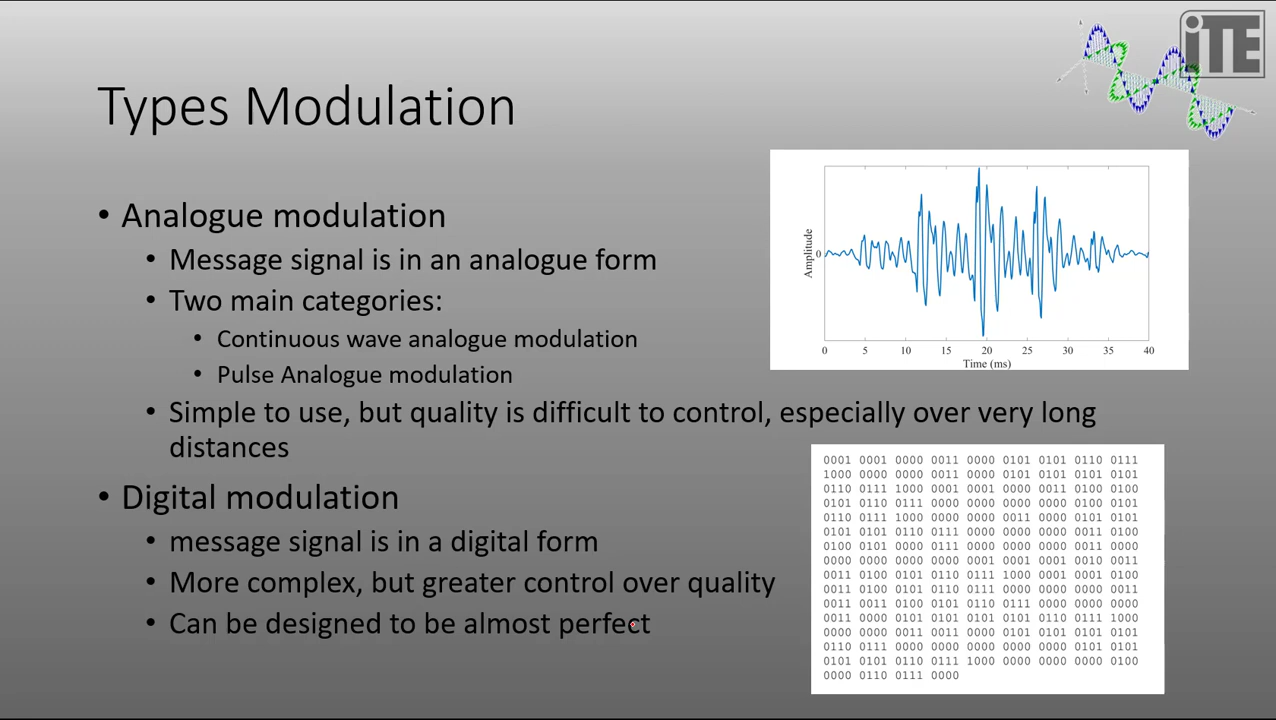 iTE
Types Modulation
• Analogue modulation
• Message signal is in an analogue form
• Two main categories:
• Continuous wave analogue modulation
• Pulse Analogue modulation
• Simple to use, but quality is difficult to control, especially over very long
distances
• Digital modulation
• message signal is in a digital form
• More complex, but greater control over quality
• Can be designed to be almost perfect
Amplitude
0
0 5 10 15 20 25 30 35 40
Time (ms)
0001 0001 0000 0011 0000 0101 0101 0110 0111
1000 0000 0000 0011 0000 0101 0101 0101 0101
0110 0111 1000 0001 0001 0000 0011 0100 0100
0101 0110 0111 0000 0000 0000 0000 0100 0101
0110 0111 1000 0000 0000 0011 0000 0101 0101
0101 0101 0110 0111 0000 0000 0000 0011 0100
0100 0101 0000 0111 0000 0000 0000 0011 0000
0000 0000 0000 0000 0001 0001 0001 0010 0011
0011 0100 0101 0110 0111 1000 0001 0001 0100
0011 0100 0101 0110 0111 0000 0000 0000 0011
0011 0011 0100 0101 0110 0111 0000 0000 0000
0011 0000 0101 0101 0101 0101 0110 0111 1000
0000 0000 0011 0011 0000 0101 0101 0101 0101
0110 0111 0000 0000 0000 0000 0000 0101 0101
0101 0101 0110 0111 1000 0000 0000 0000 0100
0000 0110 0111 0000